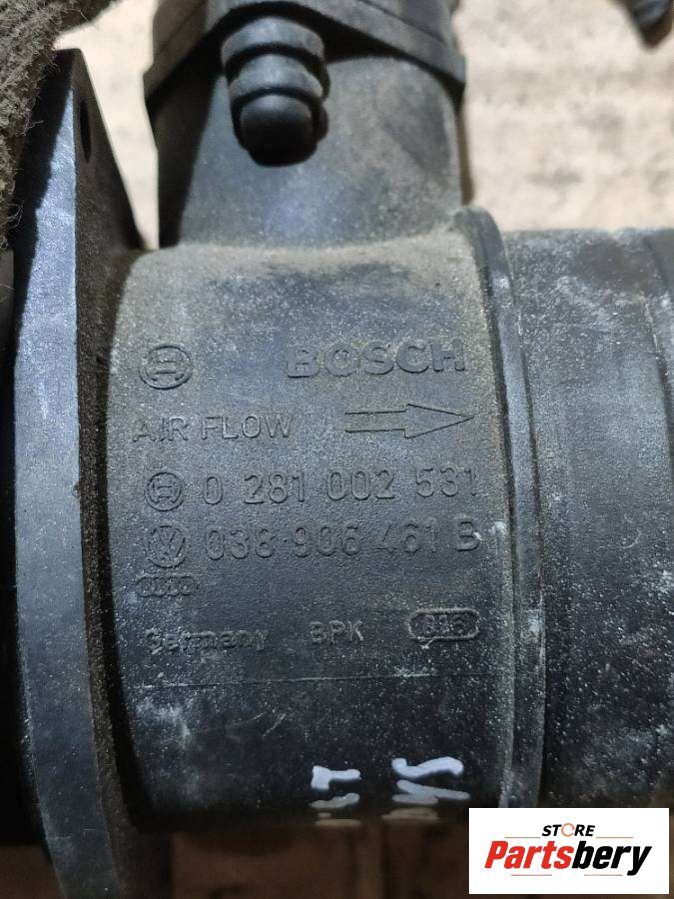 BOSCH
AIR FLOW
0 281 002 531
038 906 461 B
Germany BPK
STORE
Partsbery